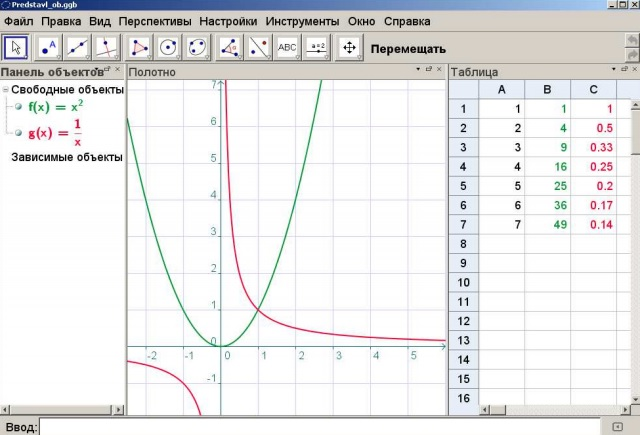 Predstavl_ob.ggb
Файл Правка Вид Перспективы Настройки Инструменты Окно Справка
A ABC a=2 Перемещать
Панель объектов
Свободные объекты
f(x) = x²
g(x) = 1/x
Зависимые объекты
Полотно
7
6
5
4
3
2
1
0
-1
-2 -1 0 1 2 3 4 5
Таблица
A B C
1 1 1 1
2 2 4 0.5
3 3 9 0.33
4 4 16 0.25
5 5 25 0.2
6 6 36 0.17
7 7 49 0.14
8
9
10
11
12
13
14
15
16
Ввод: